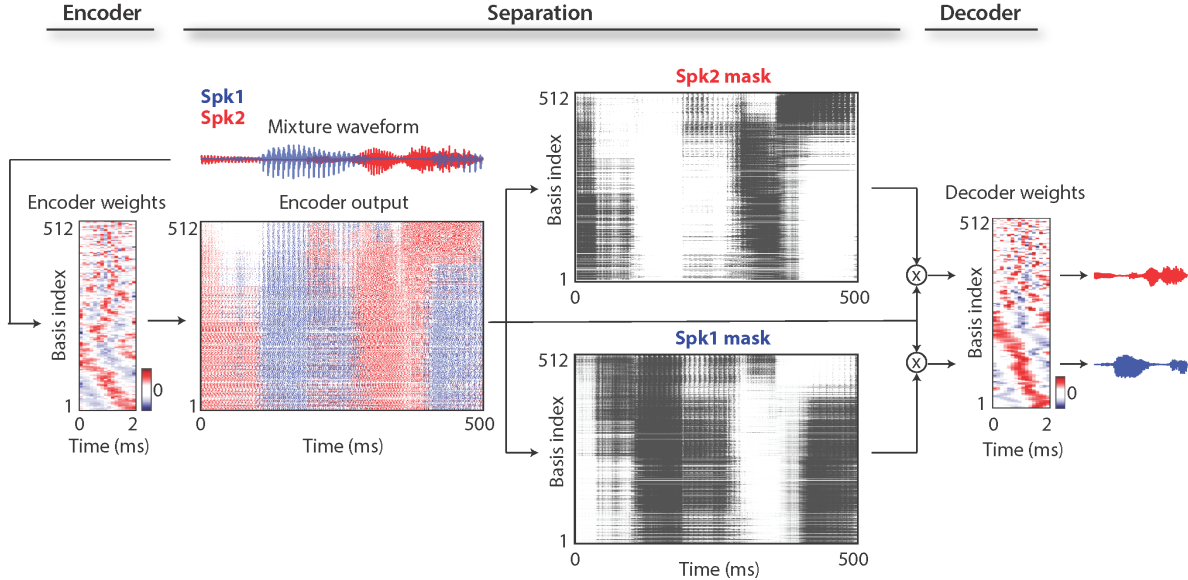 Encoder
Separation
Decoder
Spk1
Spk2
Mixture waveform
Encoder weights
512
Basis index
1
0
0
2
Time (ms)
Encoder output
512
1
0
500
Time (ms)
Spk2 mask
512
Basis index
1
0
500
Spk1 mask
512
Basis index
1
0
500
Time (ms)
x
x
Decoder weights
512
Basis index
1
0
0
2
Time (ms)